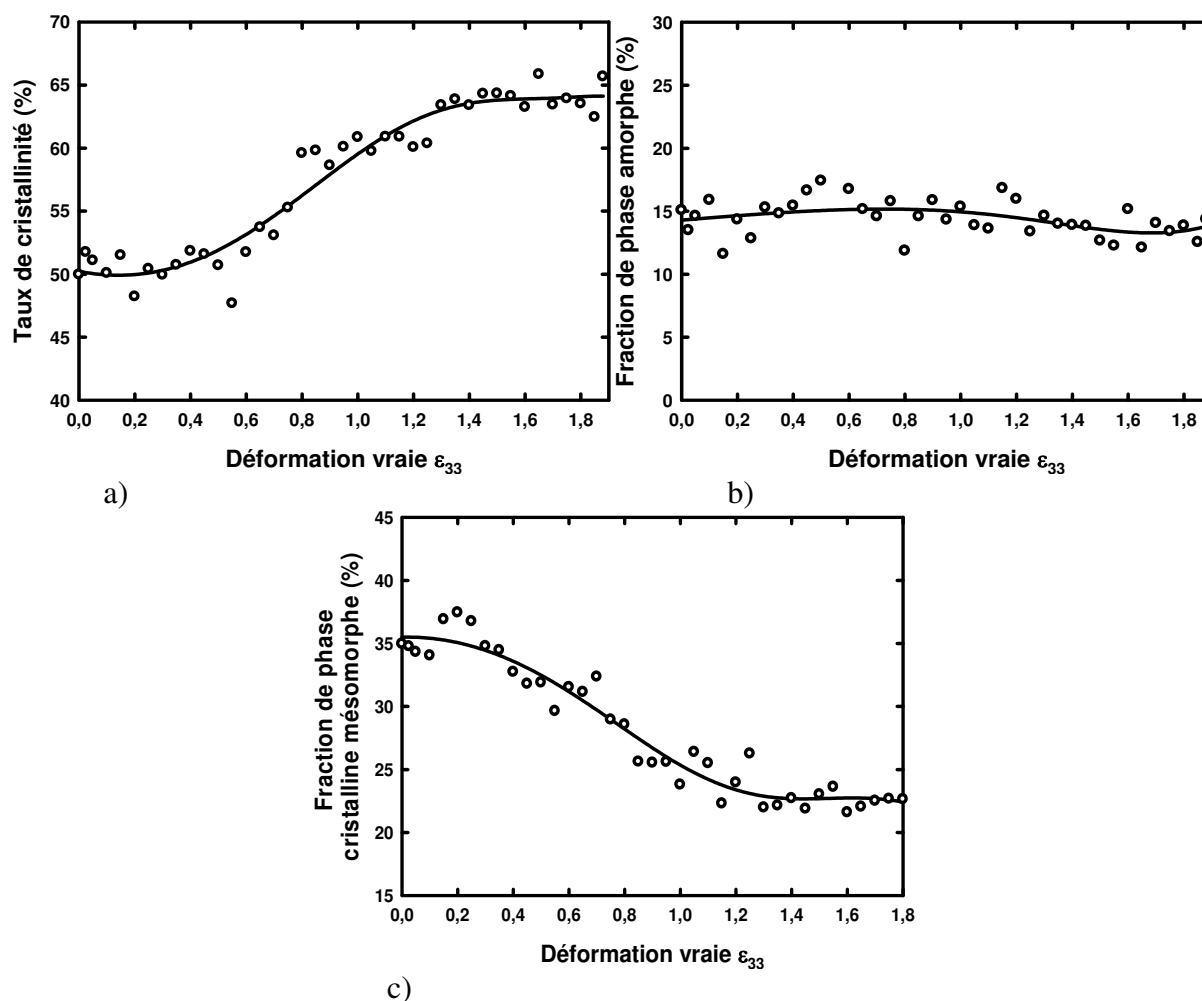 Taux de cristallinité (%)
70
65
60
55
50
45
40
0,0 0,2 0,4 0,6 0,8 1,0 1,2 1,4 1,6 1,8
Déformation vraie ε33
a)
Fraction de phase amorphe (%)
30
25
20
15
10
5
0
0,0 0,2 0,4 0,6 0,8 1,0 1,2 1,4 1,6 1,8
Déformation vraie ε33
b)
Fraction de phase
cristalline mésomorphe (%)
45
40
35
30
25
20
15
0,0 0,2 0,4 0,6 0,8 1,0 1,2 1,4 1,6 1,8
Déformation vraie ε33
c)